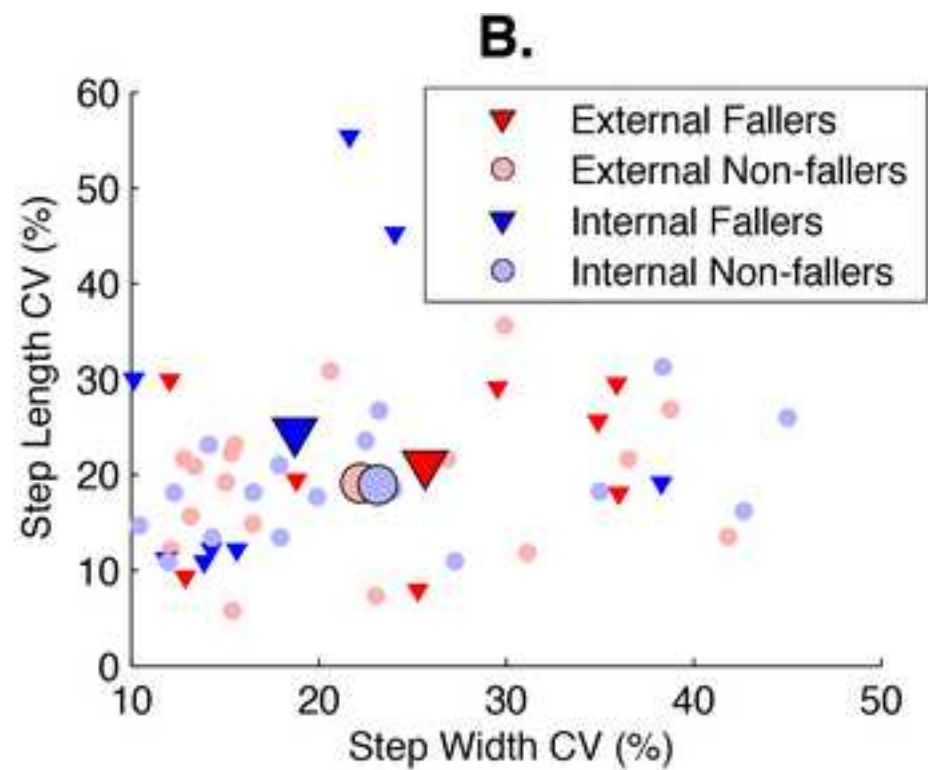 B.
60
50
40
30
20
10
0
Step Length CV (%)
External Fallers
External Non-fallers
Internal Fallers
Internal Non-fallers
10 20 30 40 50
Step Width CV (%)